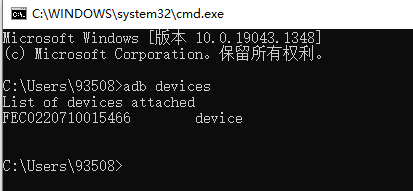 C:\WINDOWS\system32\cmd.exe
Microsoft Windows [版本 10.0.19043.1348]
(c) Microsoft Corporation。保留所有权利。
C:\Users\93508>adb devices
List of devices attached
FEC0220710015466        device
C:\Users\93508>